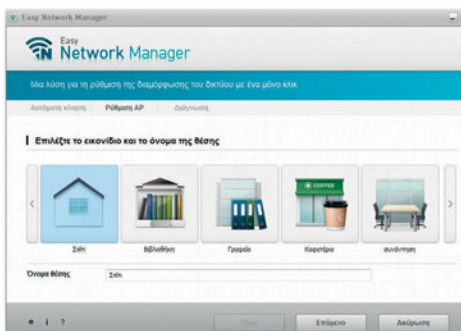 Easy Network Manager
Easy
Network Manager
Μια λύση για τη ρύθμιση της διαμόρφωσης του δικτύου με ένα μόνο κλικ.
Αυτόματη κίνηση Ρύθμιση AP Διάγνωση
Επιλέξτε το εικονίδιο και το όνομα της θέσης
COFFEE
Σπίτι Βιβλιοθήκη Γραφείο Καφετέρια συνάντηση
Όνομα θέσης Σπίτι
Επόμενο Ακύρωση